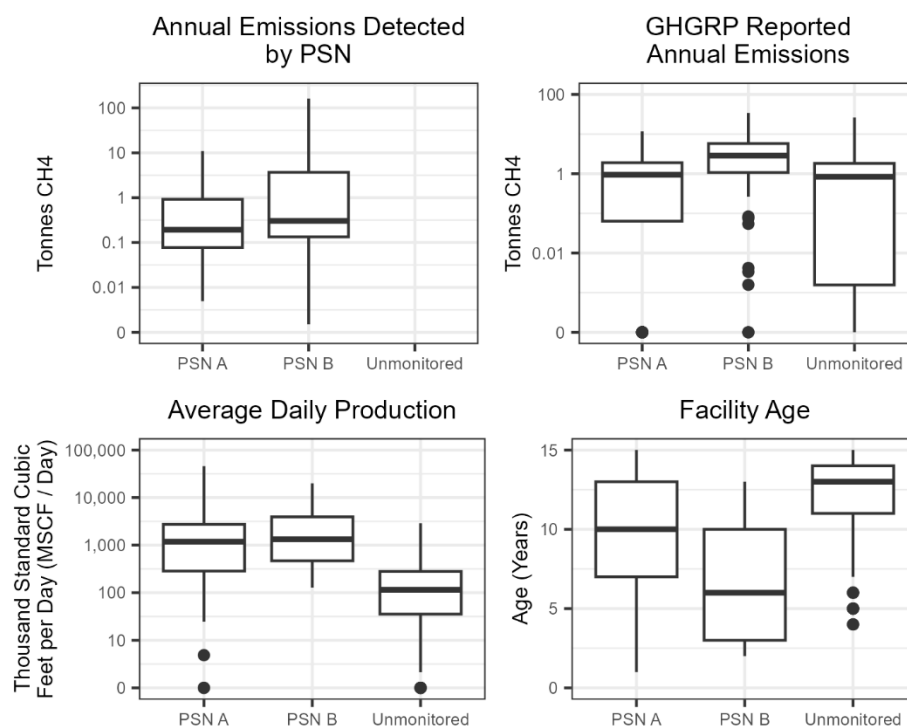 Annual Emissions Detected
by PSN
Tonnes CH4
100
10
1
0.1
0.01
0
PSN A
PSN B
Unmonitored
GHGRP Reported
Annual Emissions
Tonnes CH4
100
1
0.01
0
PSN A
PSN B
Unmonitored
Average Daily Production
Thousand Standard Cubic
Feet per Day (MSCF / Day)
100,000
10,000
1,000
100
10
0
PSN A
PSN B
Unmonitored
Facility Age
Age (Years)
15
10
5
0
PSN A
PSN B
Unmonitored